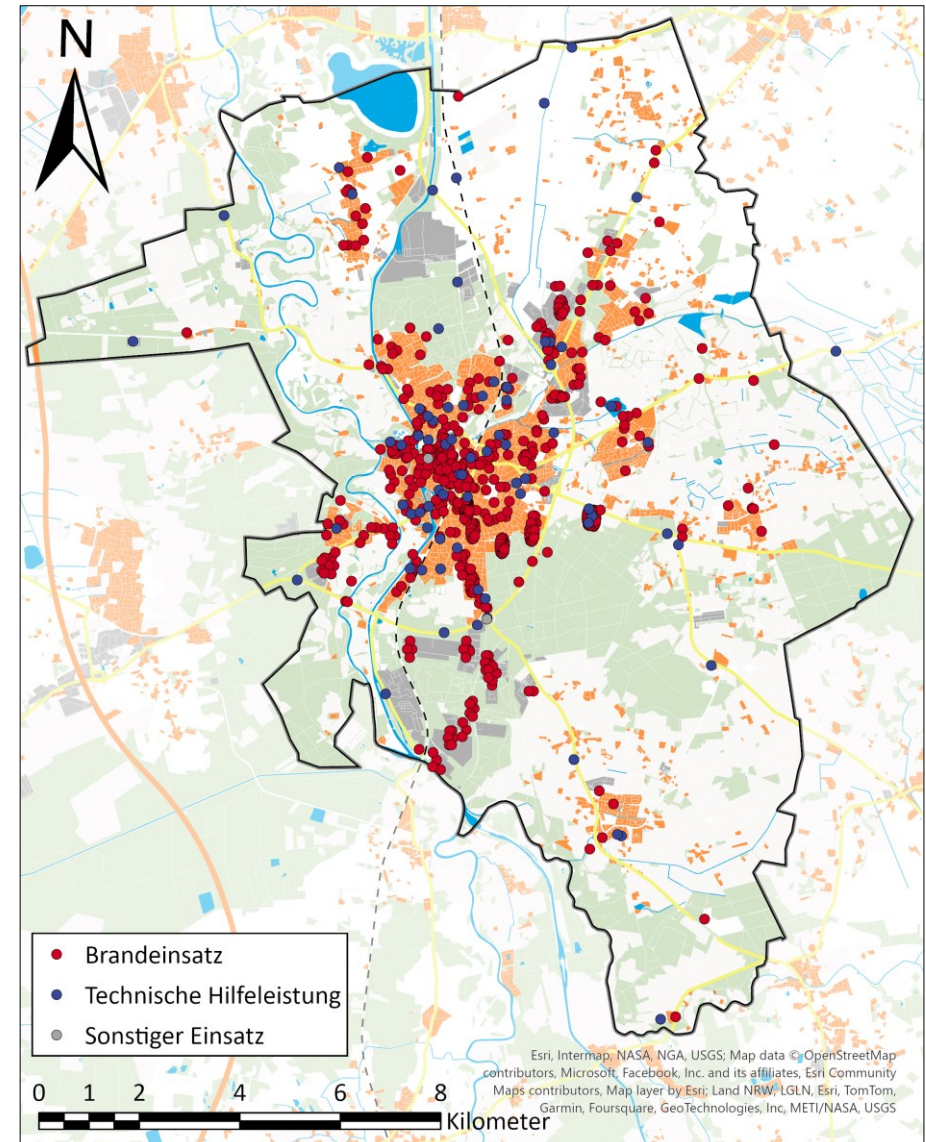 N
Brandeinsatz
Technische Hilfeleistung
Sonstiger Einsatz
Esri, Intermap, NASA, NGA, USGS; Map data © OpenStreetMap
contributors, Microsoft, Facebook, Inc. and its affiliates, Esri Community
Maps contributors, Map layer by Esri; Land NRW, LGLN, Esri, TomTom,
Garmin, Foursquare, GeoTechnologies, Inc, METI/NASA, USGS
0 1 2 4 6 8
Kilometer